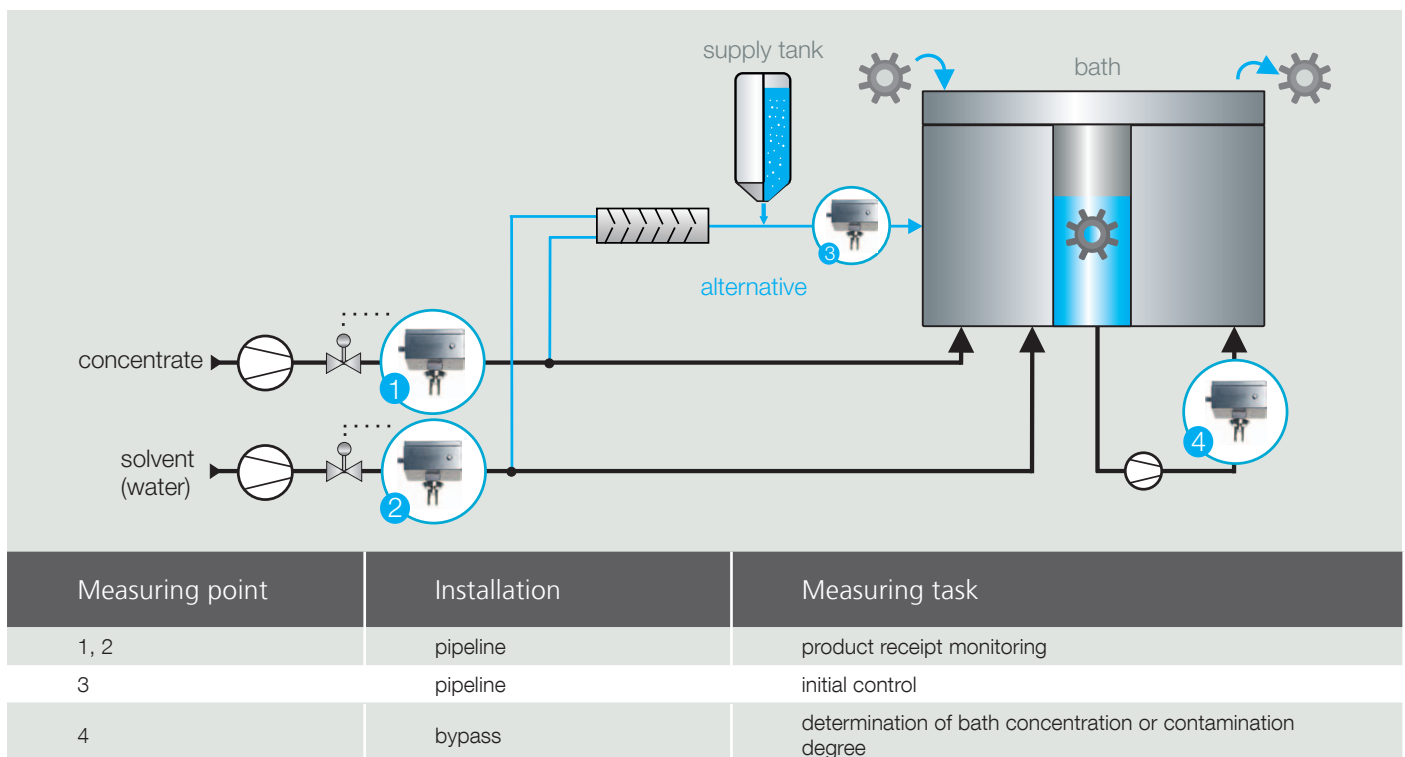 supply tank
bath
3
alternative
concentrate
1
solvent
(water)
2
4
Measuring point Installation Measuring task
1, 2 pipeline product receipt monitoring
3 pipeline initial control
4 bypass determination of bath concentration or contamination
degree